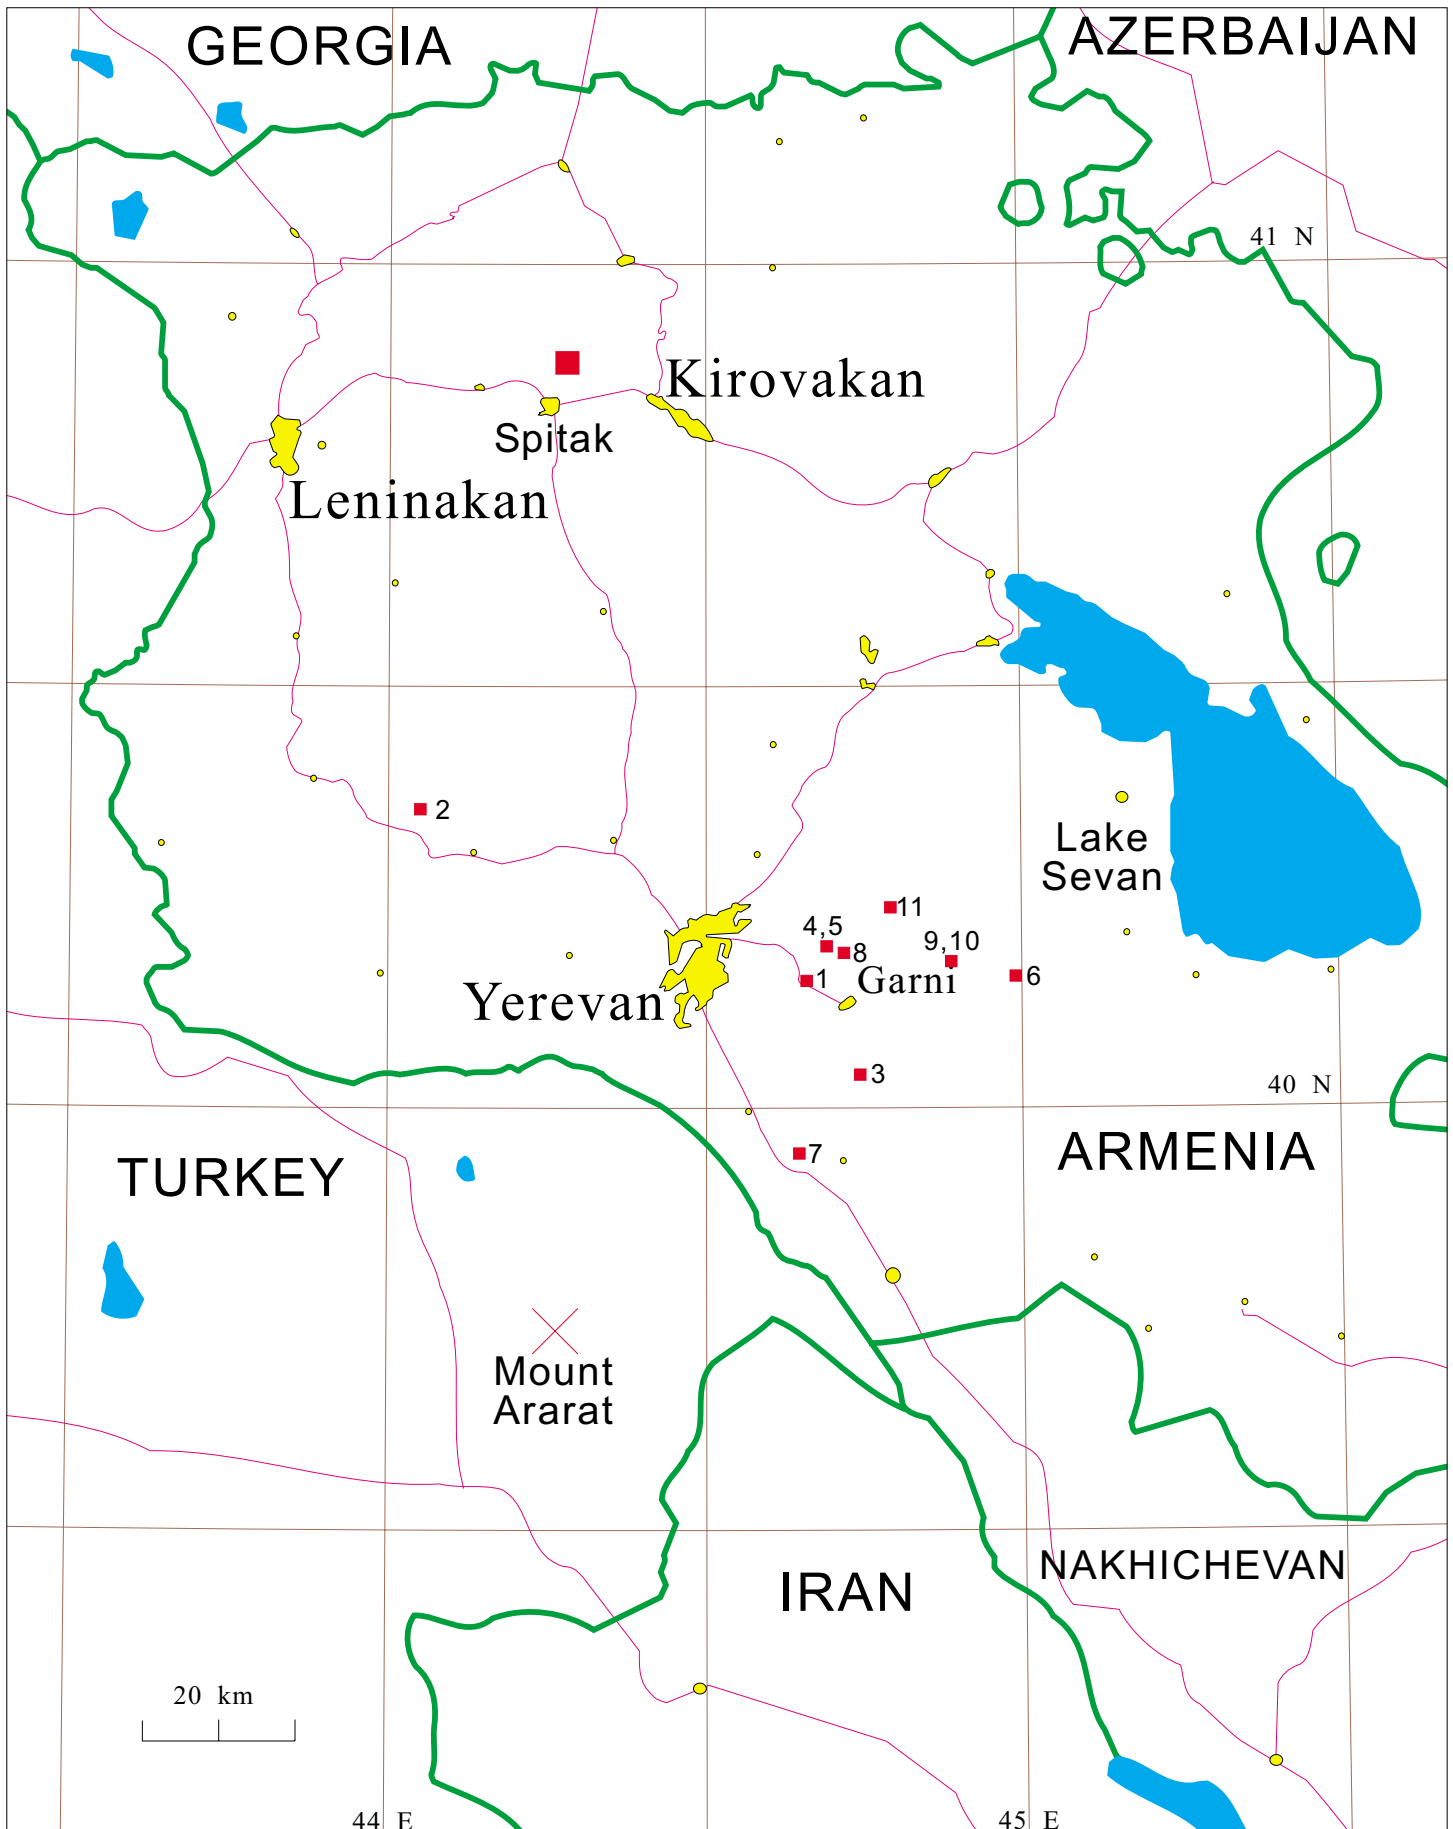 GEORGIA
AZERBAIJAN
41 N
Kirovakan
Spitak
Leninakan
2
Lake
Sevan
11
4,5
9,10
8
Garni
6
1
Yerevan
3
40 N
7
ARMENIA
TURKEY
Mount
Ararat
NAKHICHEVAN
IRAN
20 km
44 E
45 E